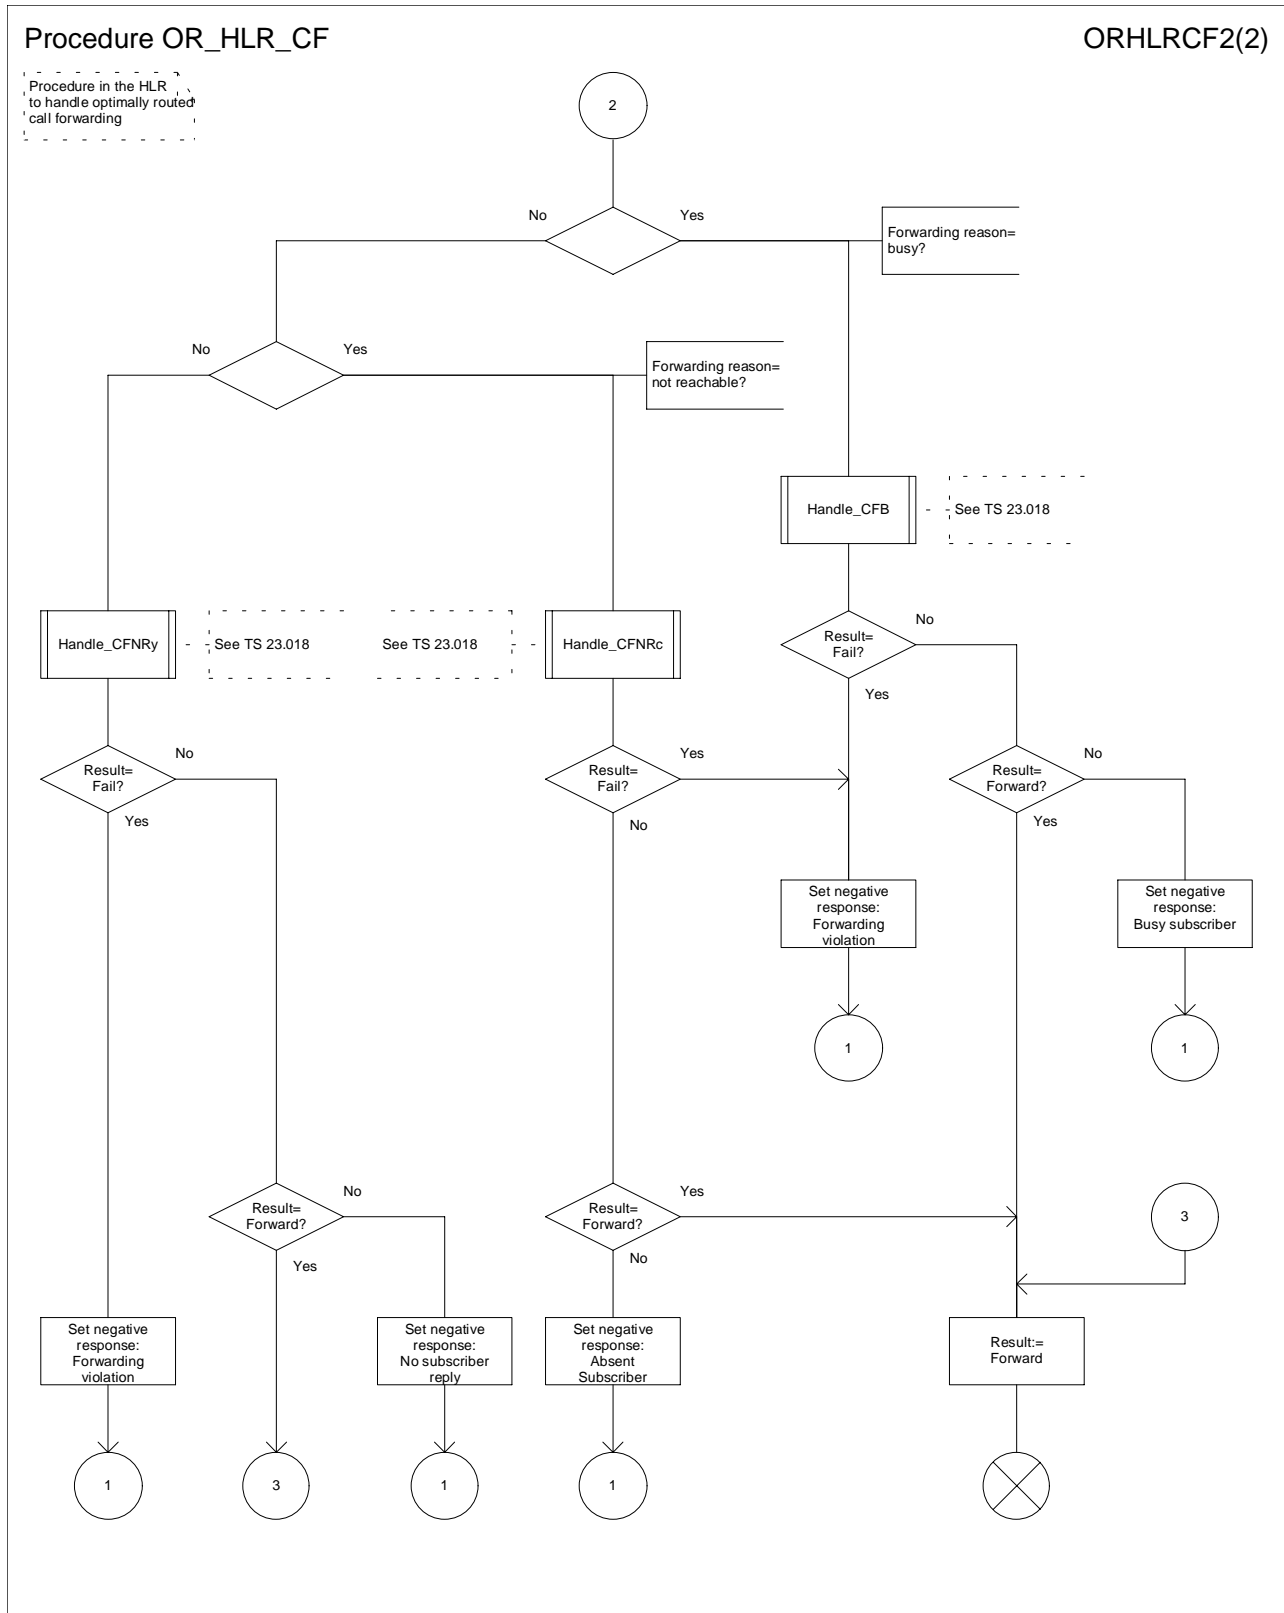 Procedure OR_HLR_CF
ORHLRCF2(2)
Procedure in the HLR
to handle optimally routed
call forwarding
2
No
Yes
Forwarding reason=
busy?
No
Yes
Forwarding reason=
not reachable?
Handle_CFB
See TS 23.018
Handle_CFNRy
See TS 23.018
See TS 23.018
Handle_CFNRc
Result=
Fail?
No
Yes
Result=
Fail?
No
Yes
Result=
Fail?
Yes
No
Result=
Forward?
No
Yes
Set negative
response:
Forwarding
violation
Set negative
response:
Busy subscriber
1
1
Result=
Forward?
No
Yes
Result=
Forward?
Yes
No
3
Set negative
response:
Forwarding
violation
Set negative
response:
No subscriber
reply
Set negative
response:
Absent
Subscriber
Result:=
Forward
1
3
1
1